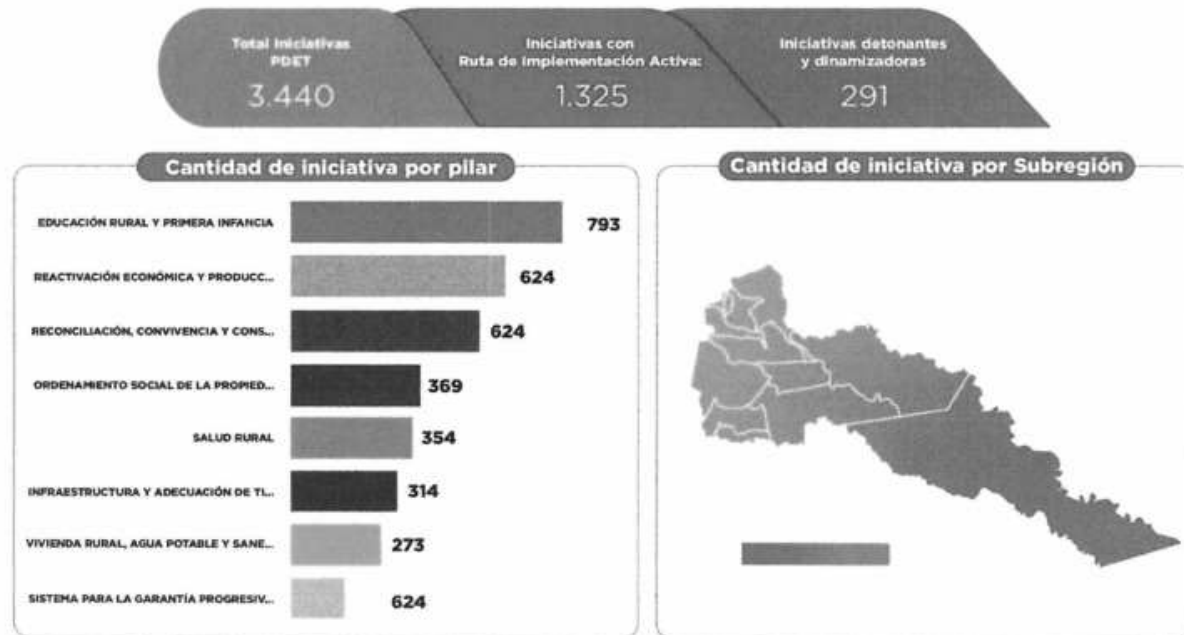 Total Iniciativas
PDET
3.440
Iniciativas con
Ruta de Implementación Activa:
1.325
Iniciativas detonantes
y dinamizadoras
291
Cantidad de iniciativa por pilar
EDUCACIÓN RURAL Y PRIMERA INFANCIA 793
REACTIVACIÓN ECONÓMICA Y PRODUCC... 624
RECONCILIACIÓN, CONVIVENCIA Y CONS... 624
ORDENAMIENTO SOCIAL DE LA PROPIED... 369
SALUD RURAL 354
INFRAESTRUCTURA Y ADECUACIÓN DE TI... 314
VIVIENDA RURAL, AGUA POTABLE Y SANE... 273
SISTEMA PARA LA GARANTÍA PROGRESIV... 624
Cantidad de iniciativa por Subregión